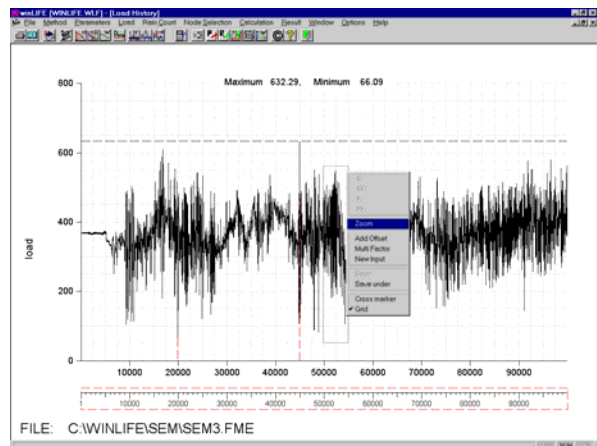 winLIFE [WINLIFE.WLF] - [Load History]
File Method Parameters Load Rain Count Node Selection Calculation Result Window Options Help
Maximum 632.29, Minimum 66.09
800
600
400
200
0
load
Zoom
Add Offset
Multi Factor
New Input
Save under
Cross marker
Grid
10000 20000 30000 40000 50000 60000 70000 80000 90000
1 10000 20000 30000 40000 50000 60000 70000 80000 90000
FILE: C:\WINLIFE\SEM\SEM3.FME
NUM